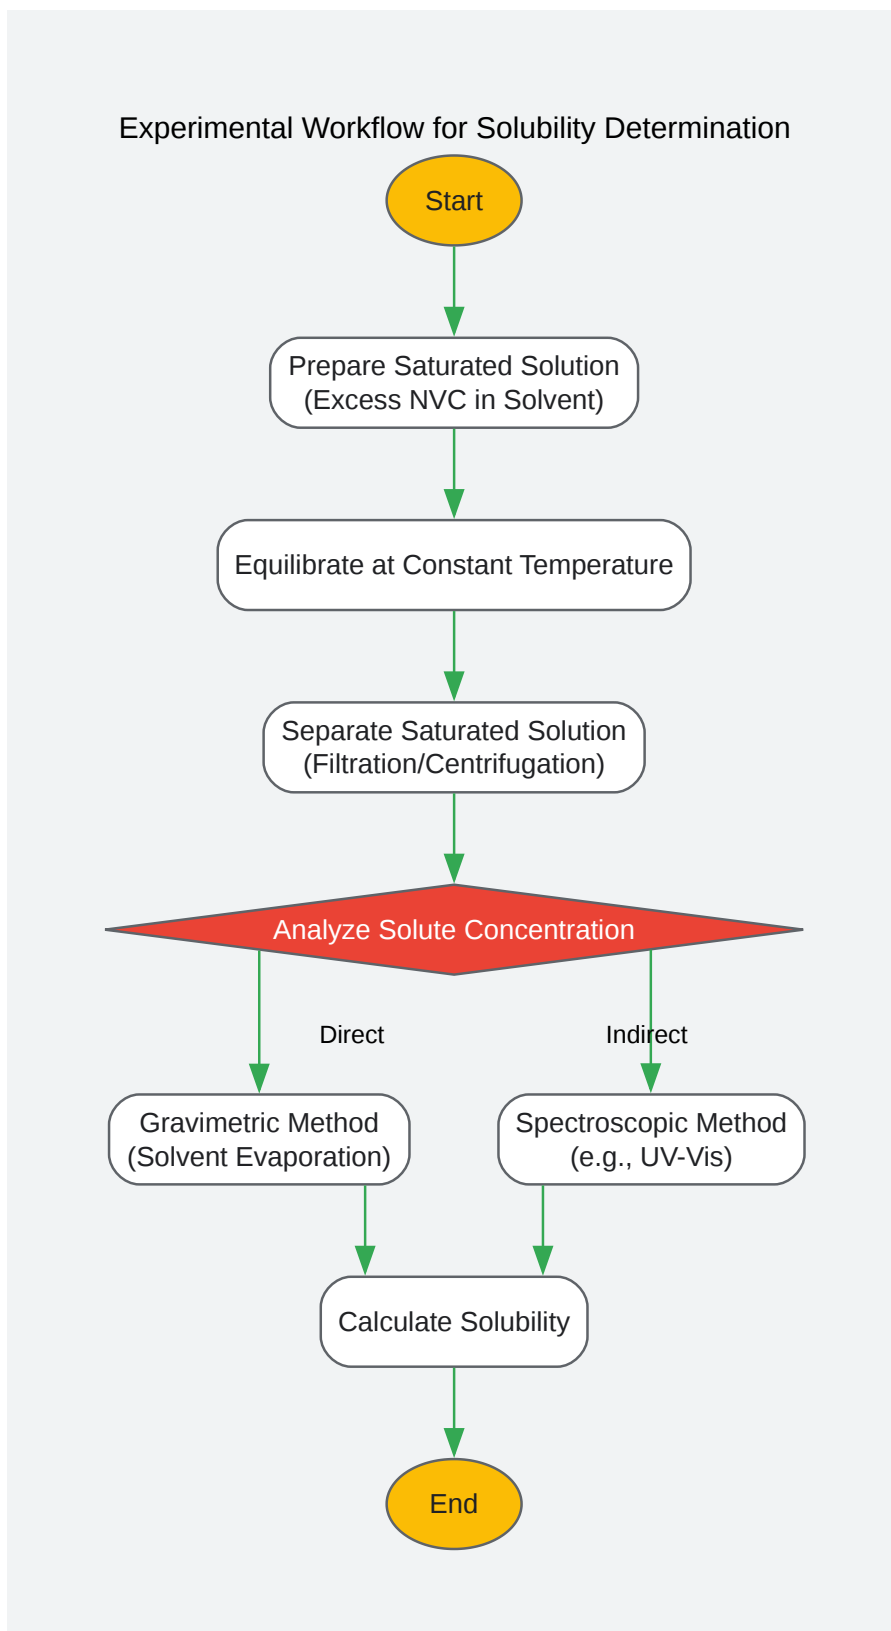 Experimental Workflow for Solubility Determination
Start
Prepare Saturated Solution
(Excess NVC in Solvent)
Equilibrate at Constant Temperature
Separate Saturated Solution
(Filtration/Centrifugation)
Analyze Solute Concentration
Direct
Indirect
Gravimetric Method
(Solvent Evaporation)
Spectroscopic Method
(e.g., UV-Vis)
Calculate Solubility
End